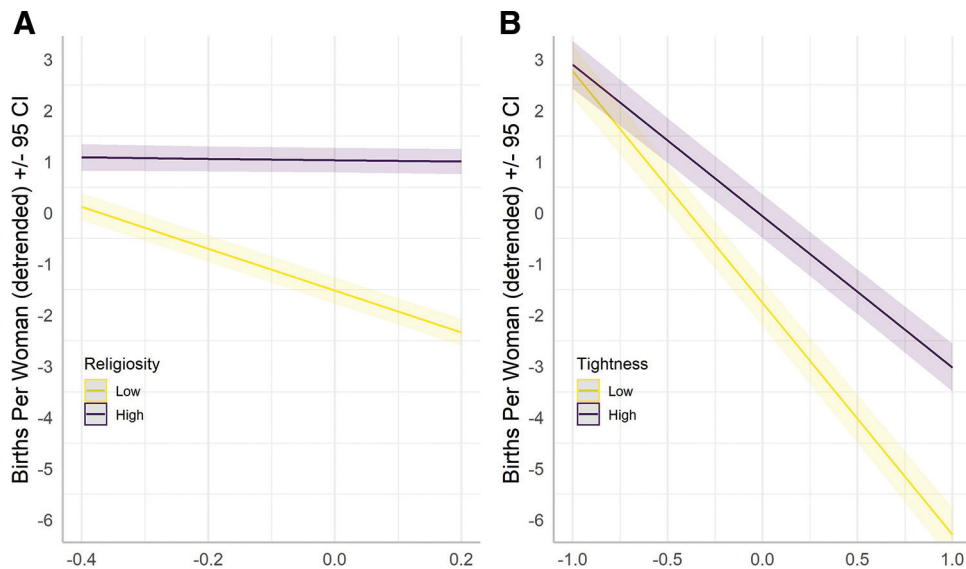 A
Births Per Woman (detrended) +/- 95 CI
3
2
1
0
-1
-2
-3
-4
-5
-6
Religiosity
Low
High
-0.4 -0.2 0.0 0.2
B
Births Per Woman (detrended) +/- 95 CI
3
2
1
0
-1
-2
-3
-4
-5
-6
Tightness
Low
High
-1.0 -0.5 0.0 0.5 1.0